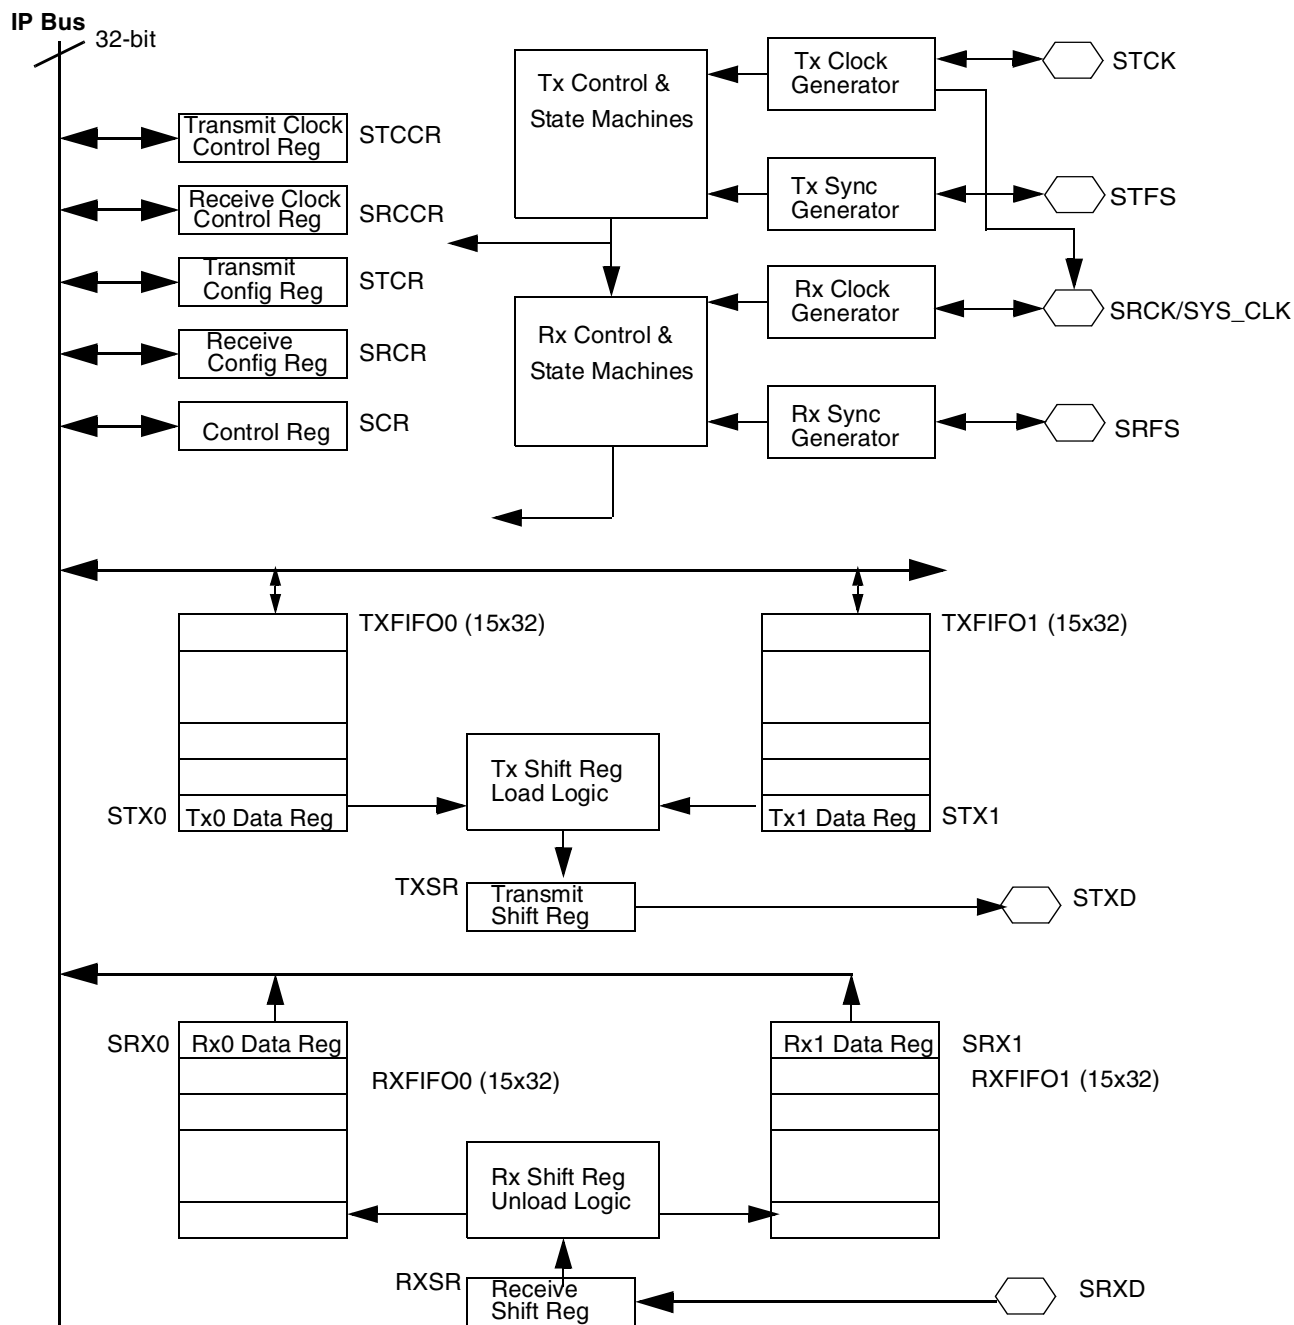 IP Bus
32-bit
Transmit Clock
Control Reg
STCCR
Receive Clock
Control Reg
SRCCR
Transmit
Config Reg
STCR
Receive
Config Reg
SRCR
Control Reg
SCR
Tx Control &
State Machines
Rx Control &
State Machines
Tx Clock
Generator
STCK
Tx Sync
Generator
STFS
Rx Clock
Generator
SRCK/SYS_CLK
Rx Sync
Generator
SRFS
TXFIFO0 (15x32)
TXFIFO1 (15x32)
STX0
Tx0 Data Reg
Tx Shift Reg
Load Logic
Tx1 Data Reg
STX1
TXSR
Transmit
Shift Reg
STXD
SRX0
Rx0 Data Reg
RXFIFO0 (15x32)
Rx1 Data Reg
SRX1
RXFIFO1 (15x32)
Rx Shift Reg
Unload Logic
RXSR
Receive
Shift Reg
SRXD